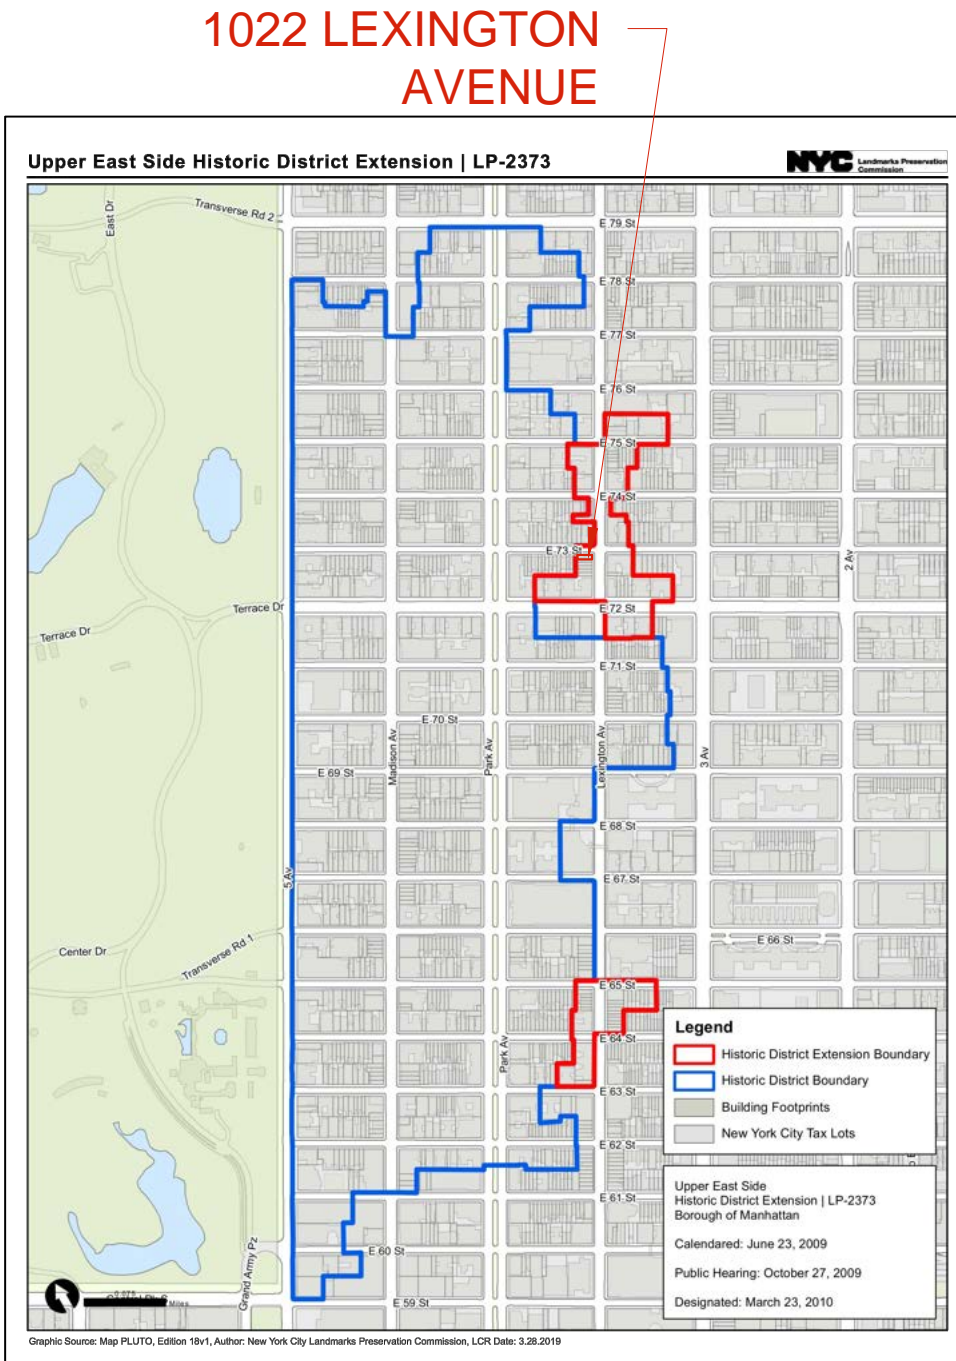 1022 LEXINGTON
AVENUE
Upper East Side Historic District Extension | LP-2373
NYC Landmarks Preservation
Commission
East Dr
Transverse Rd 2
E 79 St
E 78 St
E 77 St
E 76 St
E 75 St
E 74 St
E 73 St
2 Av
E 72 St
Terrace Dr
Terrace Dr
E 71 St
E 70 St
Madison Av
Park Av
Lexington Av
3 Av
E 69 St
E 68 St
5 Av
E 67 St
E 66 St
Center Dr
Transverse Rd 1
E 65 St
Park Av
E 64 St
E 63 St
E 62 St
E 61 St
E 60 St
Grand Army Pz
E 59 St
Miles
Legend
Historic District Extension Boundary
Historic District Boundary
Building Footprints
New York City Tax Lots
Upper East Side
Historic District Extension | LP-2373
Borough of Manhattan
Calendared: June 23, 2009
Public Hearing: October 27, 2009
Designated: March 23, 2010
Graphic Source: Map PLUTO, Edition 18v1, Author: New York City Landmarks Preservation Commission, LCR Date: 3.28.2019